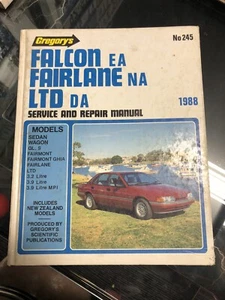 Gregory's
No 245
FALCON EA
FAIRLANE NA
LTD DA
1988
SERVICE AND REPAIR MANUAL
MODELS
SEDAN
WAGON
GL, S
FAIRMONT
FAIRMONT GHIA
FAIRLANE
LTD
3.2 Litre
3.9 Litre
3.9 Litre MPI
INCLUDES
NEW ZEALAND
MODELS
PRODUCED BY
GREGORY'S
SCIENTIFIC
PUBLICATIONS